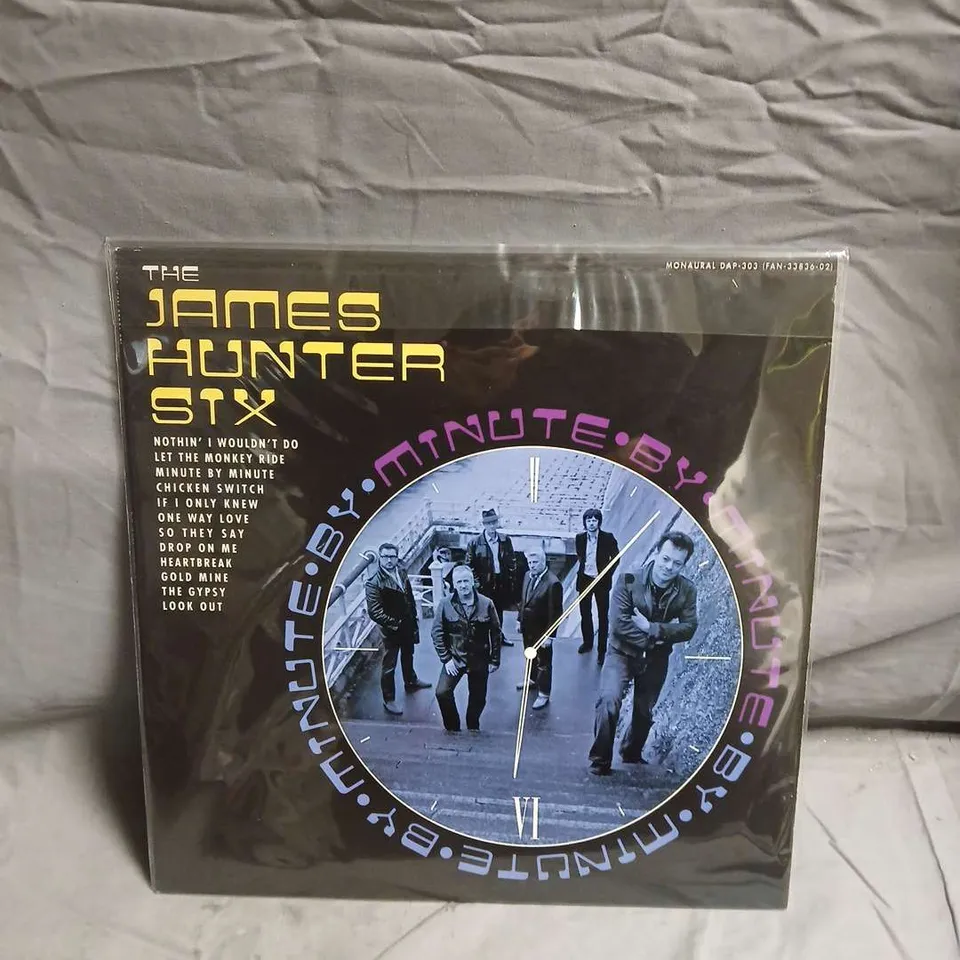 THE
JAMES
HUNTER
SIX
MONAURAL DAP-303 (FAN-33836-02)
NOTHIN' I WOULDN'T DO
LET THE MONKEY RIDE
MINUTE BY MINUTE
CHICKEN SWITCH
IF I ONLY KNEW
ONE WAY LOVE
SO THEY SAY
DROP ON ME
HEARTBREAK
GOLD MINE
THE GYPSY
LOOK OUT
MINUTE•BY•MINUTE•BY•MINUTE•BY•MINUTE•BY•MINUTE•BY•
VI